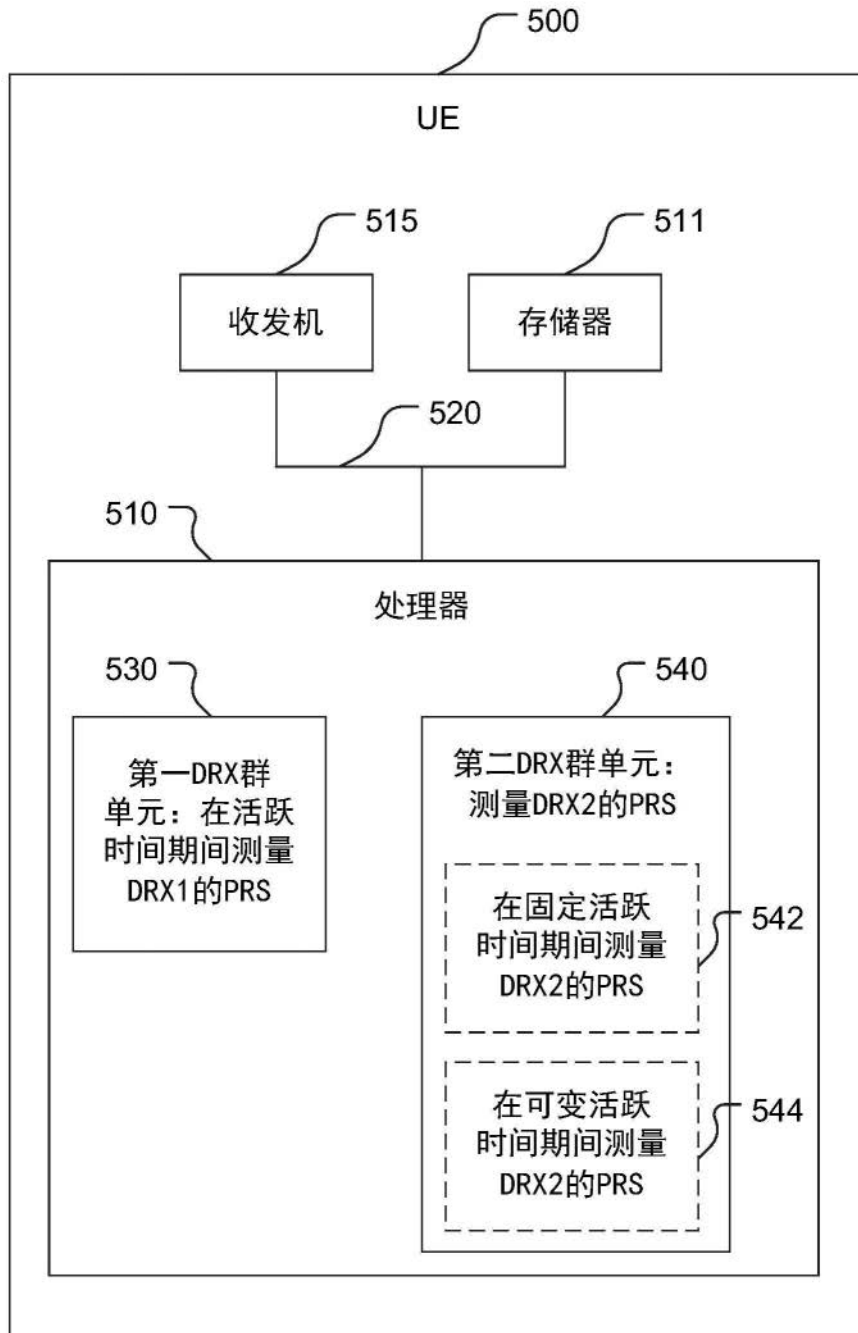 500
UE
515
511
收发机
存储器
520
510
处理器
530
540
第一DRX群
单元：在活跃
时间期间测量
DRX1的PRS
第二DRX群单元：
测量DRX2的PRS
在固定活跃
时间期间测量
DRX2的PRS
542
在可变活跃
时间期间测量
DRX2的PRS
544